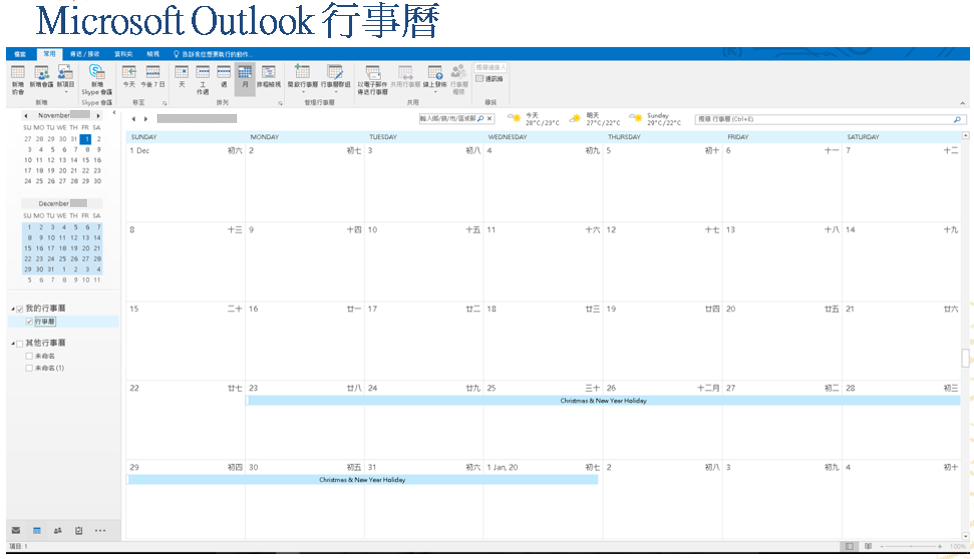 Microsoft Outlook 行事曆
檔案 常用 傳送 / 接收 資料夾 檢視 告訴我您想要執行的動作...
新增約會 新增會議 新項目 新增 Skype 會議 今天 今後 7 日 天 工作週 週 月 排程檢視 開啟行事曆 行事曆群組 以電子郵件傳送行事曆 共用行事曆 線上發佈 行事曆權限 搜尋連絡人
通訊錄
新增 Skype 會議 移至 排列 管理行事曆 共用 尋找
November
SU MO TU WE TH FR SA
27 28 29 30 31 1 2
3 4 5 6 7 8 9
10 11 12 13 14 15 16
17 18 19 20 21 22 23
24 25 26 27 28 29 30
December
SU MO TU WE TH FR SA
1 2 3 4 5 6 7
8 9 10 11 12 13 14
15 16 17 18 19 20 21
22 23 24 25 26 27 28
29 30 31 1 2 3 4
5 6 7 8 9 10 11
我的行事曆
行事曆
其他行事曆
未命名
未命名 (1)
今天 28°C/23°C 明天 27°C/22°C Sunday 29°C/22°C 搜尋 行事曆 (Ctrl+E)
SUNDAY MONDAY TUESDAY WEDNESDAY THURSDAY FRIDAY SATURDAY
1 Dec 初六 2 初七 3 初八 4 初九 5 初十 6 十一 7 十二
8 十三 9 十四 10 十五 11 十六 12 十七 13 十八 14 十九
15 二十 16 廿一 17 廿二 18 廿三 19 廿四 20 廿五 21 廿六
22 廿七 23 廿八 24 廿九 25 三十 26 十二月 27 初二 28 初三
Christmas & New Year Holiday
29 初四 30 初五 31 初六 1 Jan, 20 初七 2 初八 3 初九 4 初十
Christmas & New Year Holiday
項目: 1
100%